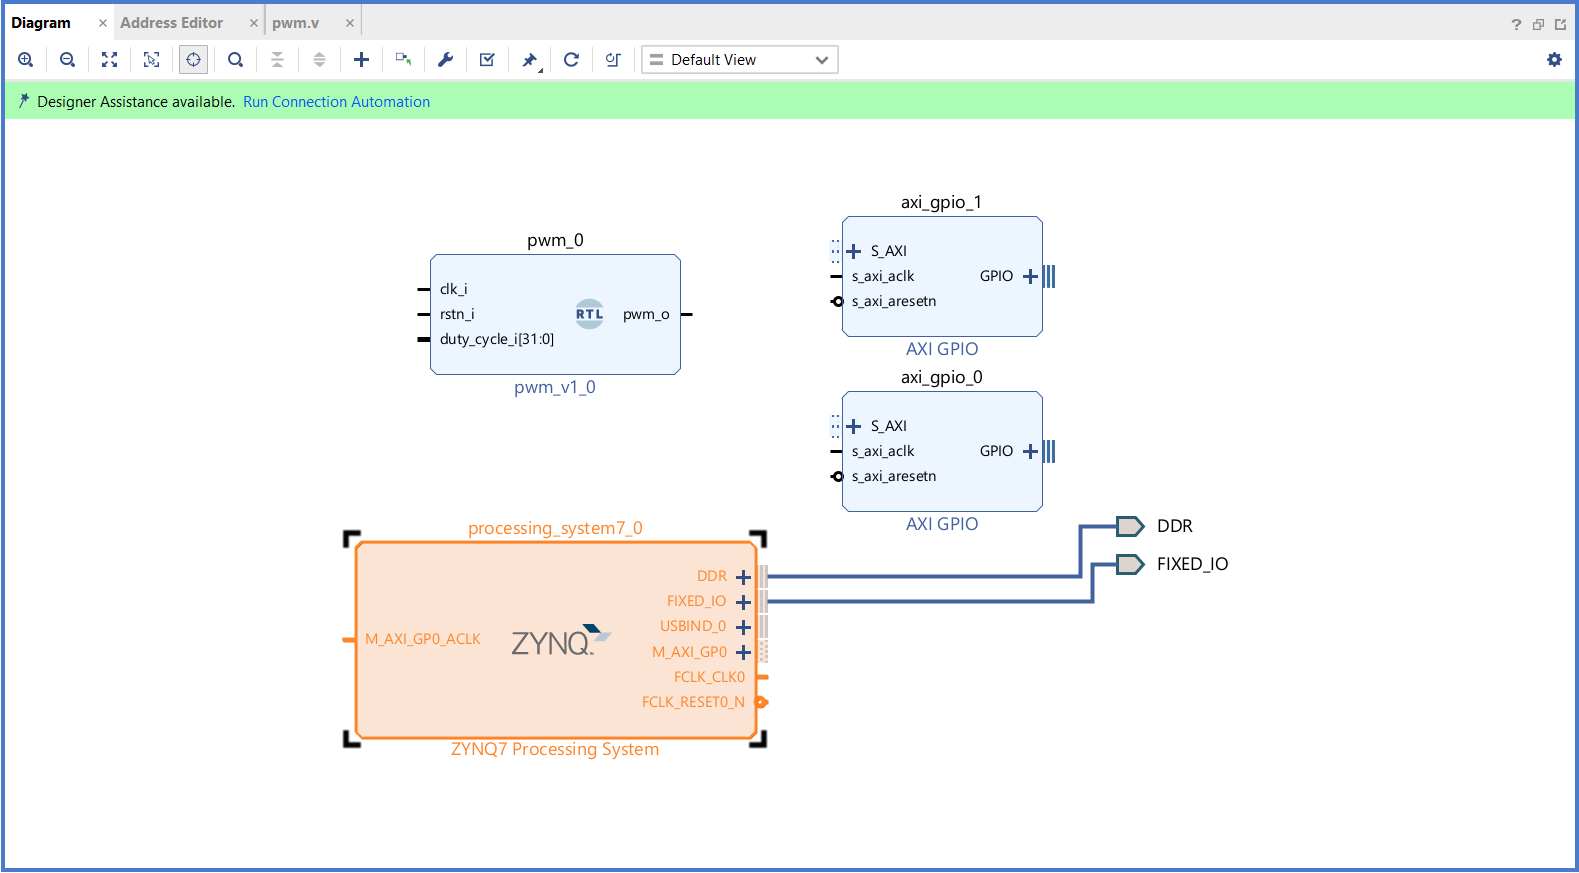 Diagram × Address Editor × pwm.v ×
?
Default View
Designer Assistance available. Run Connection Automation
axi_gpio_1
S_AXI
s_axi_aclk GPIO
s_axi_aresetn
AXI GPIO
pwm_0
clk_i
rstn_i RTL pwm_o
duty_cycle_i[31:0]
pwm_v1_0
axi_gpio_0
S_AXI
s_axi_aclk GPIO
s_axi_aresetn
AXI GPIO
processing_system7_0
DDR
FIXED_IO
USBIND_0
M_AXI_GP0_ACLK ZYNQ M_AXI_GP0
FCLK_CLK0
FCLK_RESET0_N
ZYNQ7 Processing System
DDR
FIXED_IO